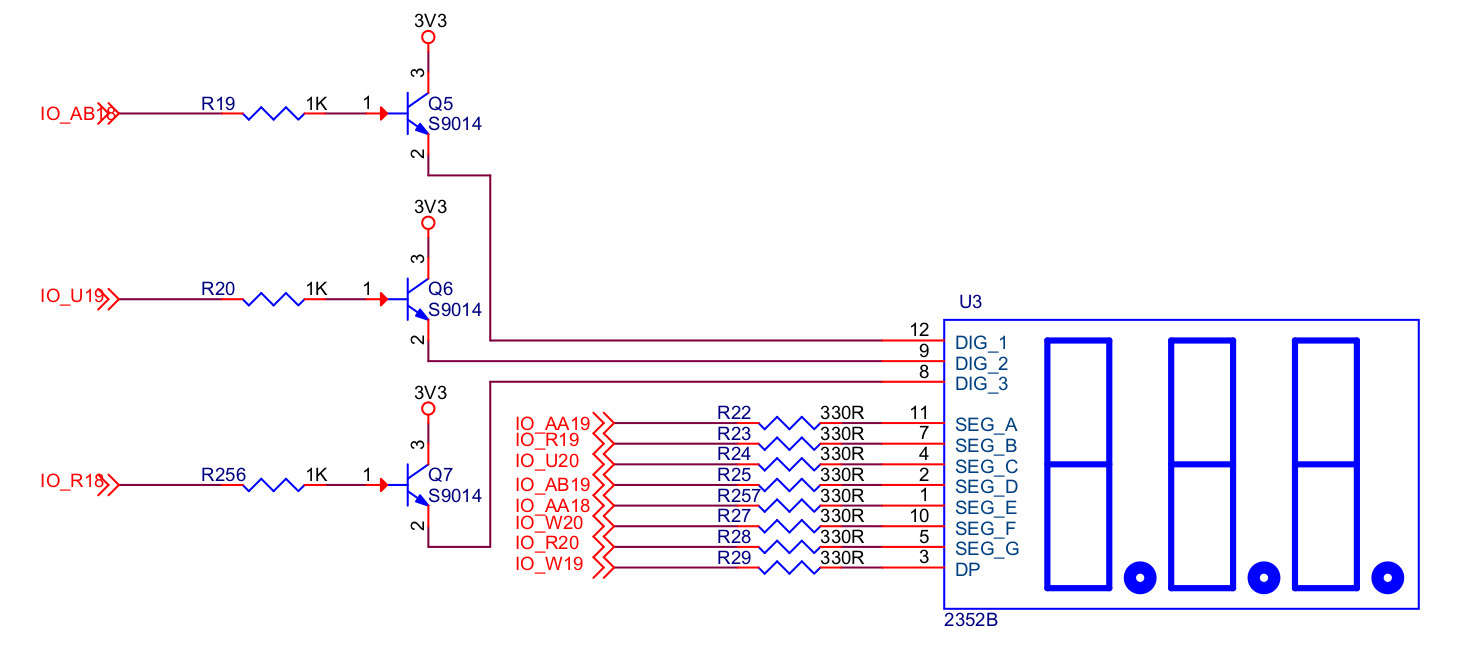 3V3
3
IO_AB18
R19
1K
1
Q5
S9014
2
3V3
3
IO_U19
R20
1K
1
Q6
S9014
2
3V3
3
IO_R18
R256
1K
1
Q7
S9014
2
U3
12
DIG_1
9
DIG_2
8
DIG_3
IO_AA19
R22
330R
11
SEG_A
IO_R19
R23
330R
7
SEG_B
IO_U20
R24
330R
4
SEG_C
IO_AB19
R25
330R
2
SEG_D
IO_AA18
R257
330R
1
SEG_E
IO_W20
R27
330R
10
SEG_F
IO_R20
R28
330R
5
SEG_G
IO_W19
R29
330R
3
DP
2352B